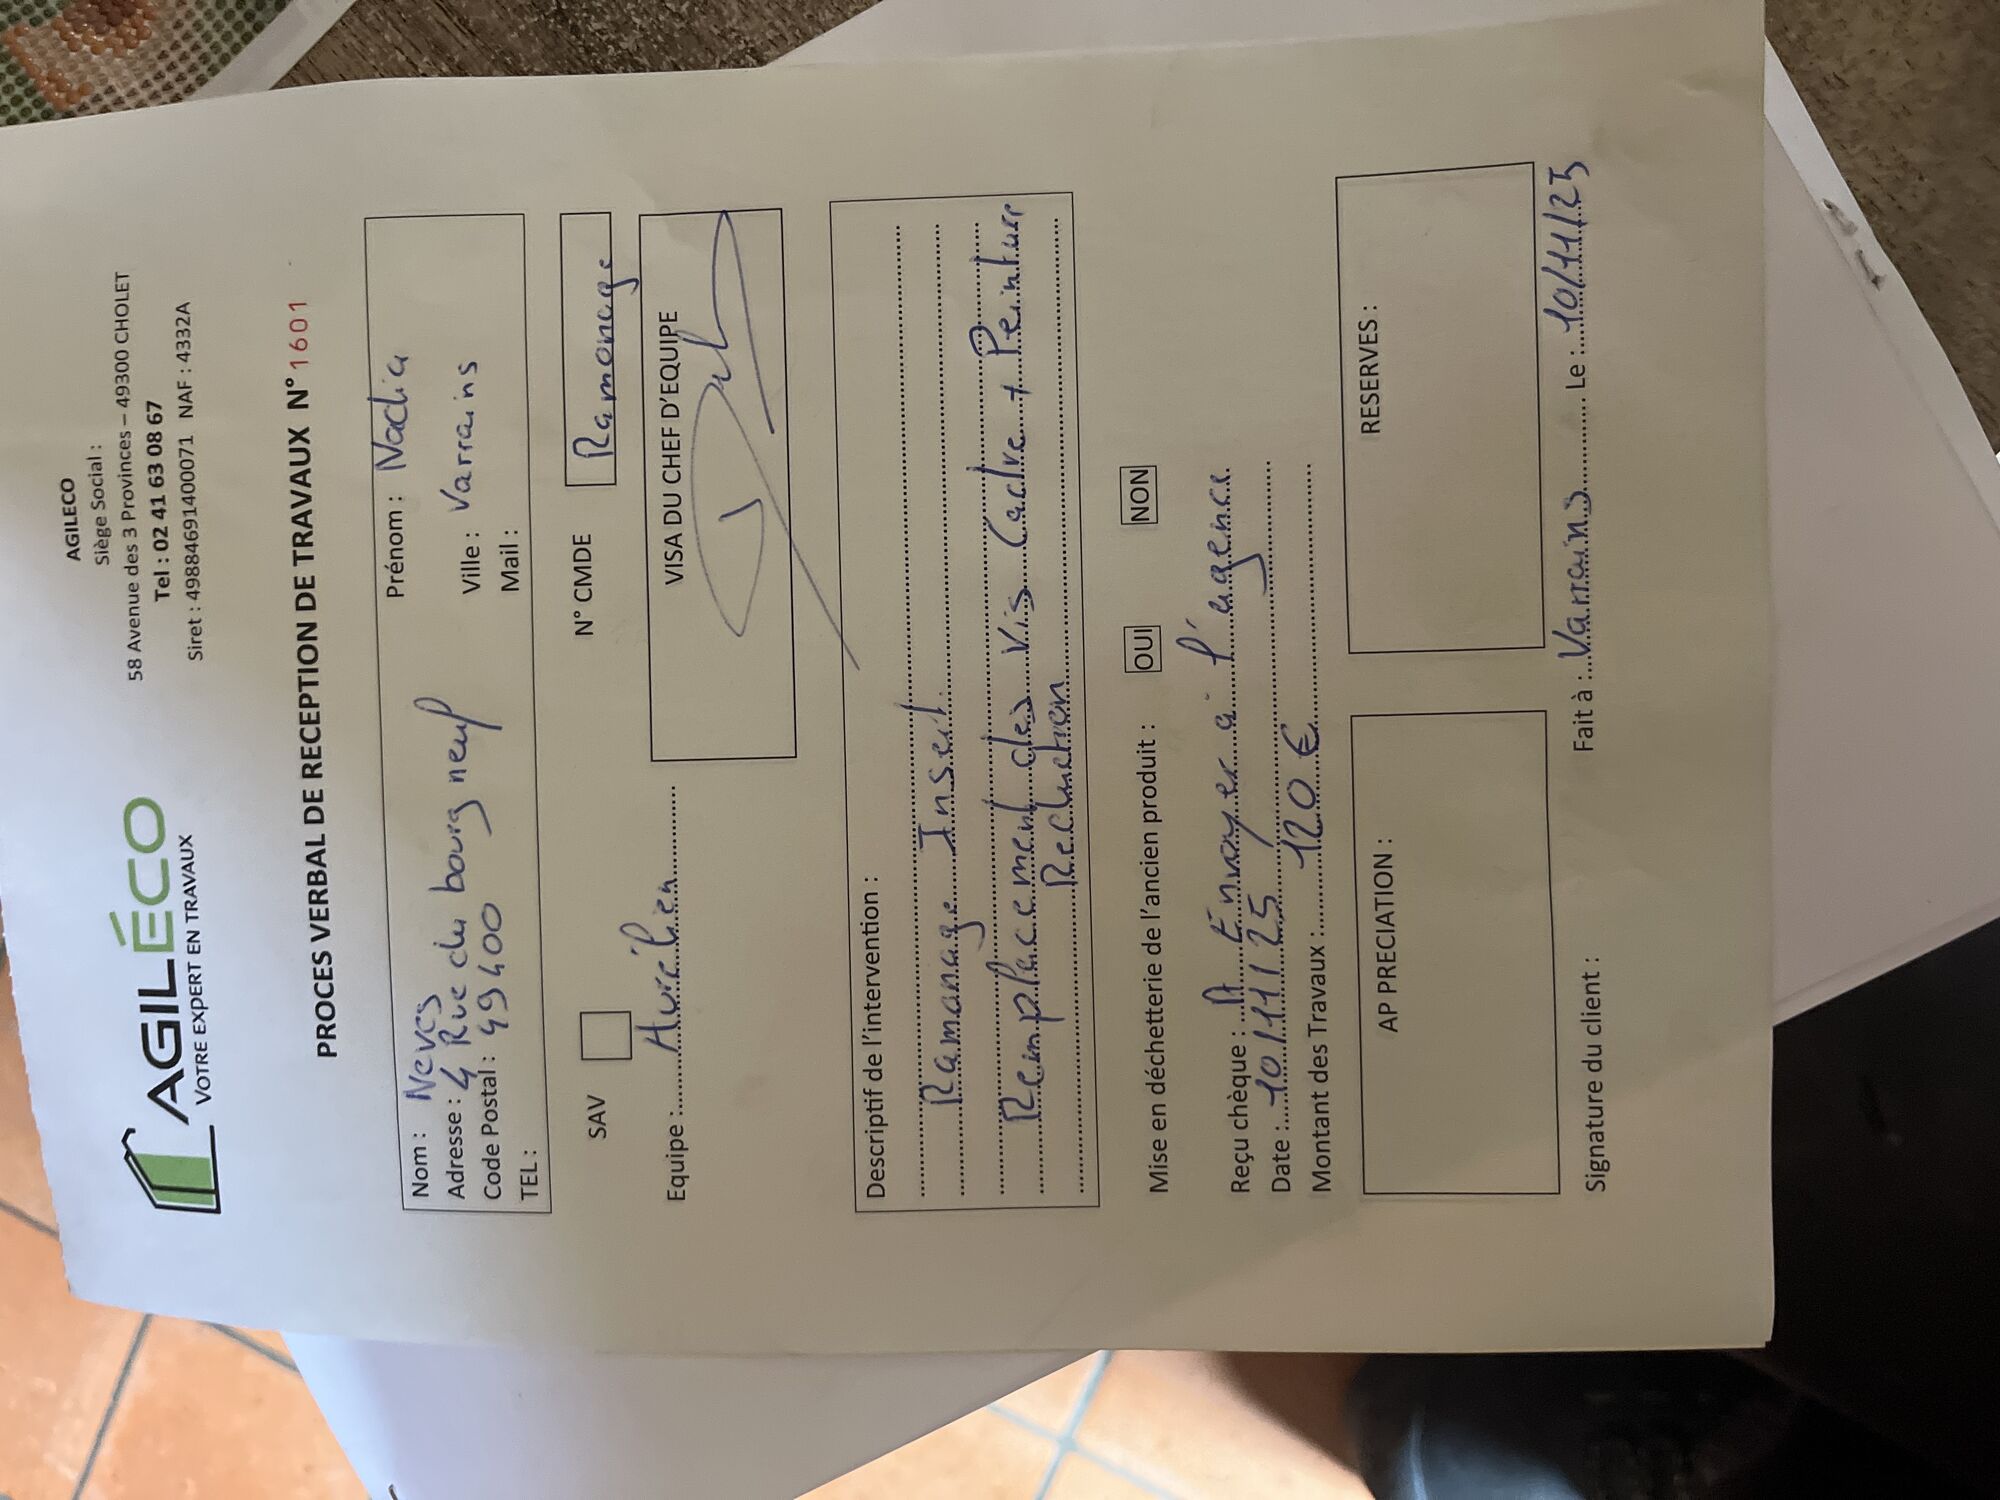 AGILÉCO
VOTRE EXPERT EN TRAVAUX
AGILECO
Siège Social :
58 Avenue des 3 Provinces – 49300 CHOLET
Tel : 02 41 63 08 67
Siret : 49884691400071 NAF : 4332A
PROCES VERBAL DE RECEPTION DE TRAVAUX N° 1601
Nom : Neves Prénom : Nadia
Adresse : 4 Rue du bourg neuf
Code Postal : 49400 Ville : Varrains
TEL : Mail :
SAV N° CMDE Ramonage
Equipe : Aurélien VISA DU CHEF D'EQUIPE
Descriptif de l'intervention :
Ramonage Insert
Remplacement des Vis Cadre + Peinture
Mise en déchetterie de l'ancien produit : OUI NON
Reçu chèque : A Envoyer à l'agence
Date : 10/11/25
Montant des Travaux : 120 €
APPRECIATION : RESERVES :
Signature du client : Fait à : Varrains Le : 10/11/25